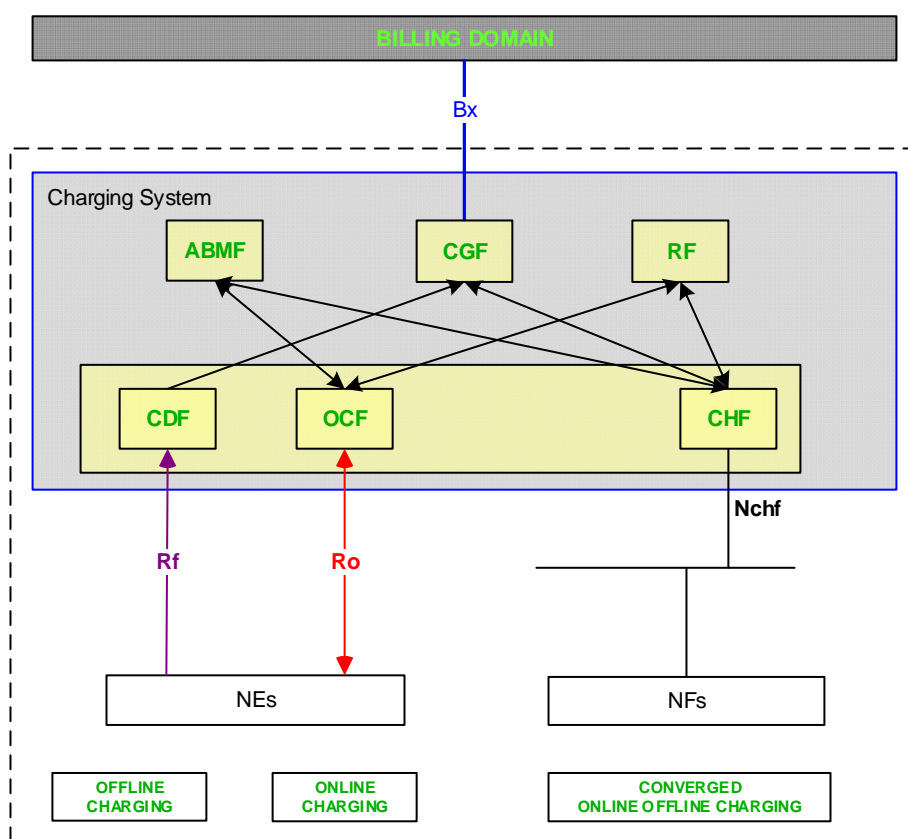 BILLING DOMAIN
Bx
Charging System
ABMF
CGF
RF
CDF
OCF
CHF
Nchf
Rf
Ro
NEs
NFs
OFFLINE
CHARGING
ONLINE
CHARGING
CONVERGED
ONLINE OFFLINE CHARGING